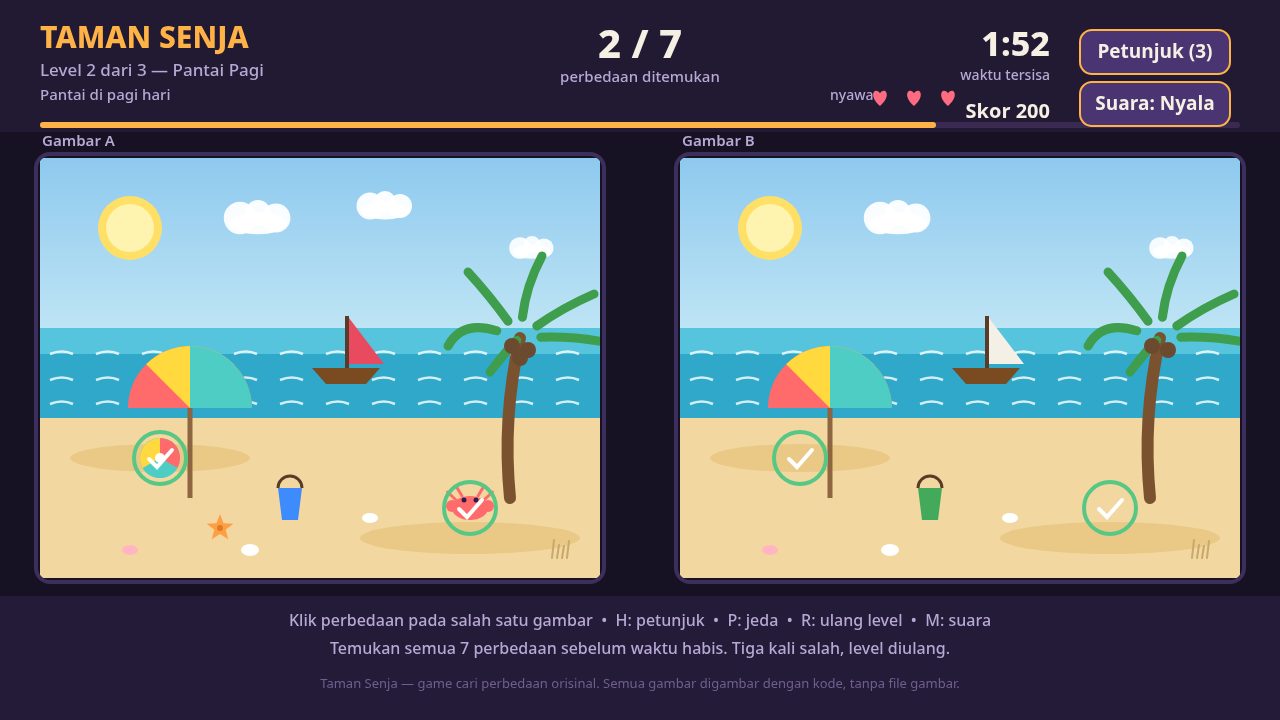 TAMAN SENJA
Level 2 dari 3 — Pantai Pagi
Pantai di pagi hari
2 / 7
perbedaan ditemukan
1:52
waktu tersisa
nyawa
Skor 200
Petunjuk (3)
Suara: Nyala
Gambar A
Gambar B
Klik perbedaan pada salah satu gambar • H: petunjuk • P: jeda • R: ulang level • M: suara
Temukan semua 7 perbedaan sebelum waktu habis. Tiga kali salah, level diulang.
Taman Senja — game cari perbedaan orisinal. Semua gambar digambar dengan kode, tanpa file gambar.